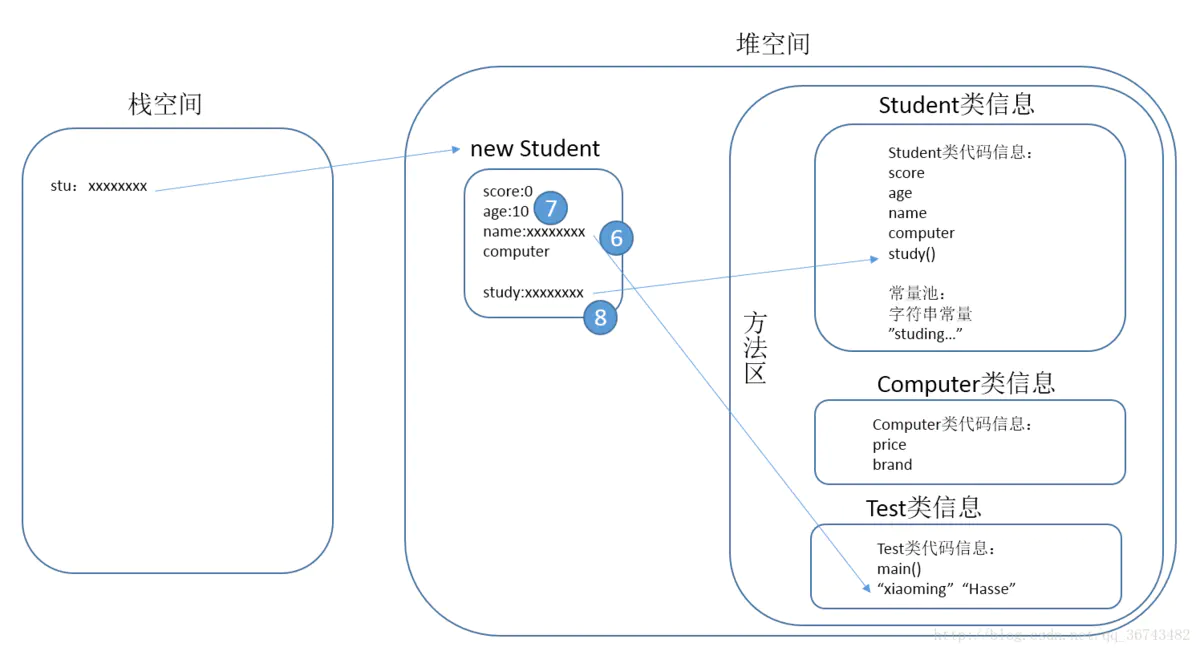 堆空间
栈空间
stu：xxxxxxxx
new Student
score:0
age:10
7
name:xxxxxxxx
6
computer
study:xxxxxxxx
8
方法区
Student类信息
Student类代码信息：
score
age
name
computer
study()
常量池：
字符串常量
”studing…”
Computer类信息
Computer类代码信息：
price
brand
Test类信息
Test类代码信息：
main()
“xiaoming” “Hasse”
http://blog.csdn.net/qq_36743482